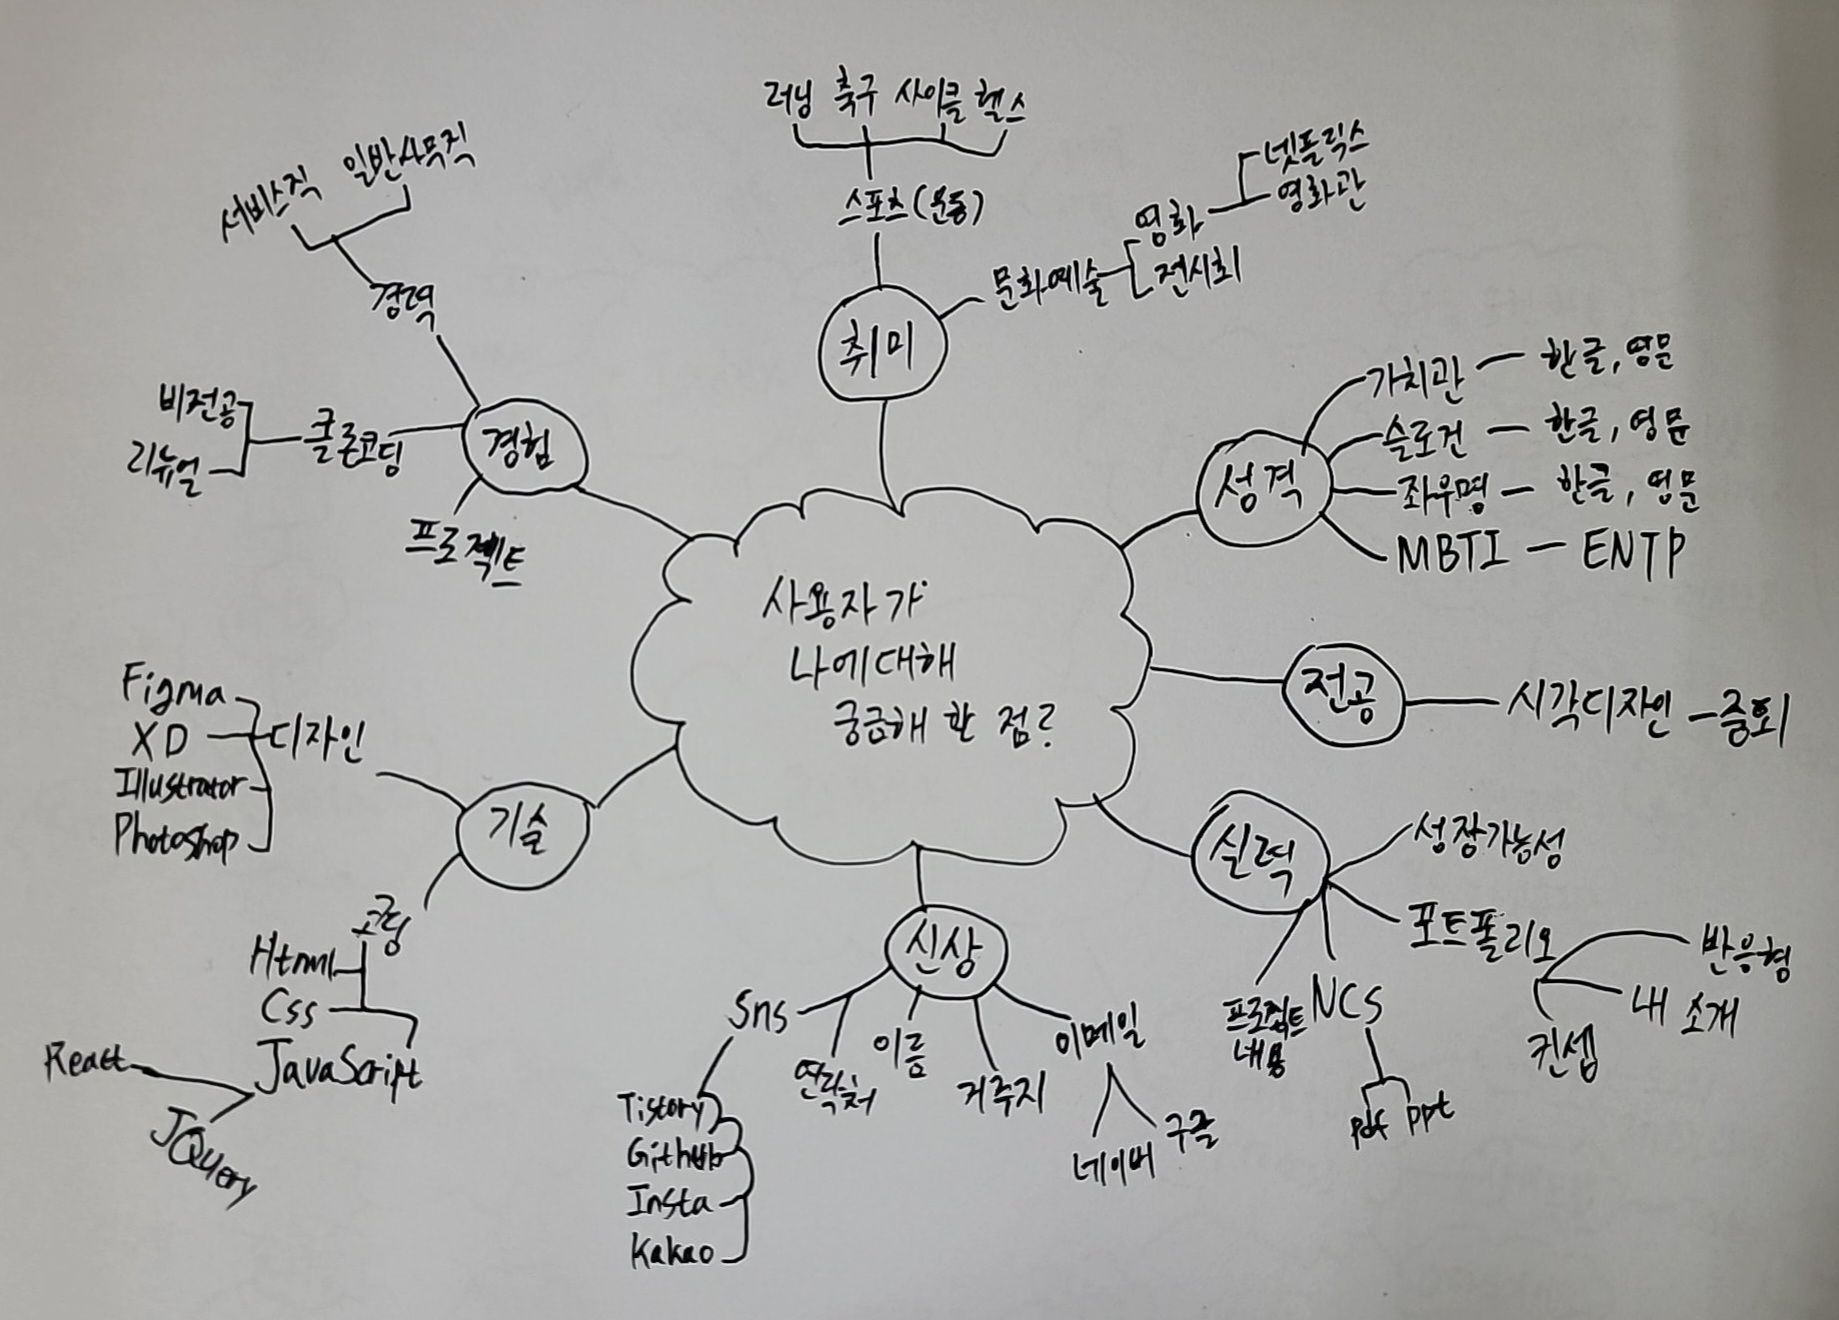 러닝 축구 사이클 헬스
스포츠(운동)
넷플릭스
영화관
영화
전시회
문화예술
취미
서비스직 일반사무직
경력
비전공
리뉴얼
클론코딩
경험
프로젝트
가치관 - 한글, 영문
슬로건 - 한글, 영문
좌우명 - 한글, 영문
MBTI - ENTP
성격
사용자가
나에대해
궁금해 할 점?
전공
시각디자인 - 중퇴
Figma
XD
Illustrator
Photoshop
디자인
기술
코딩
Html
Css
JavaScript
React
JQuery
신상
Sns
연락처
이름
거주지
이메일
Tistory
Github
Insta
Kakao
네이버
구글
실력
성장가능성
포트폴리오
반응형
내 소개
컨셉
프로젝트
내용
NCS
pdf ppt